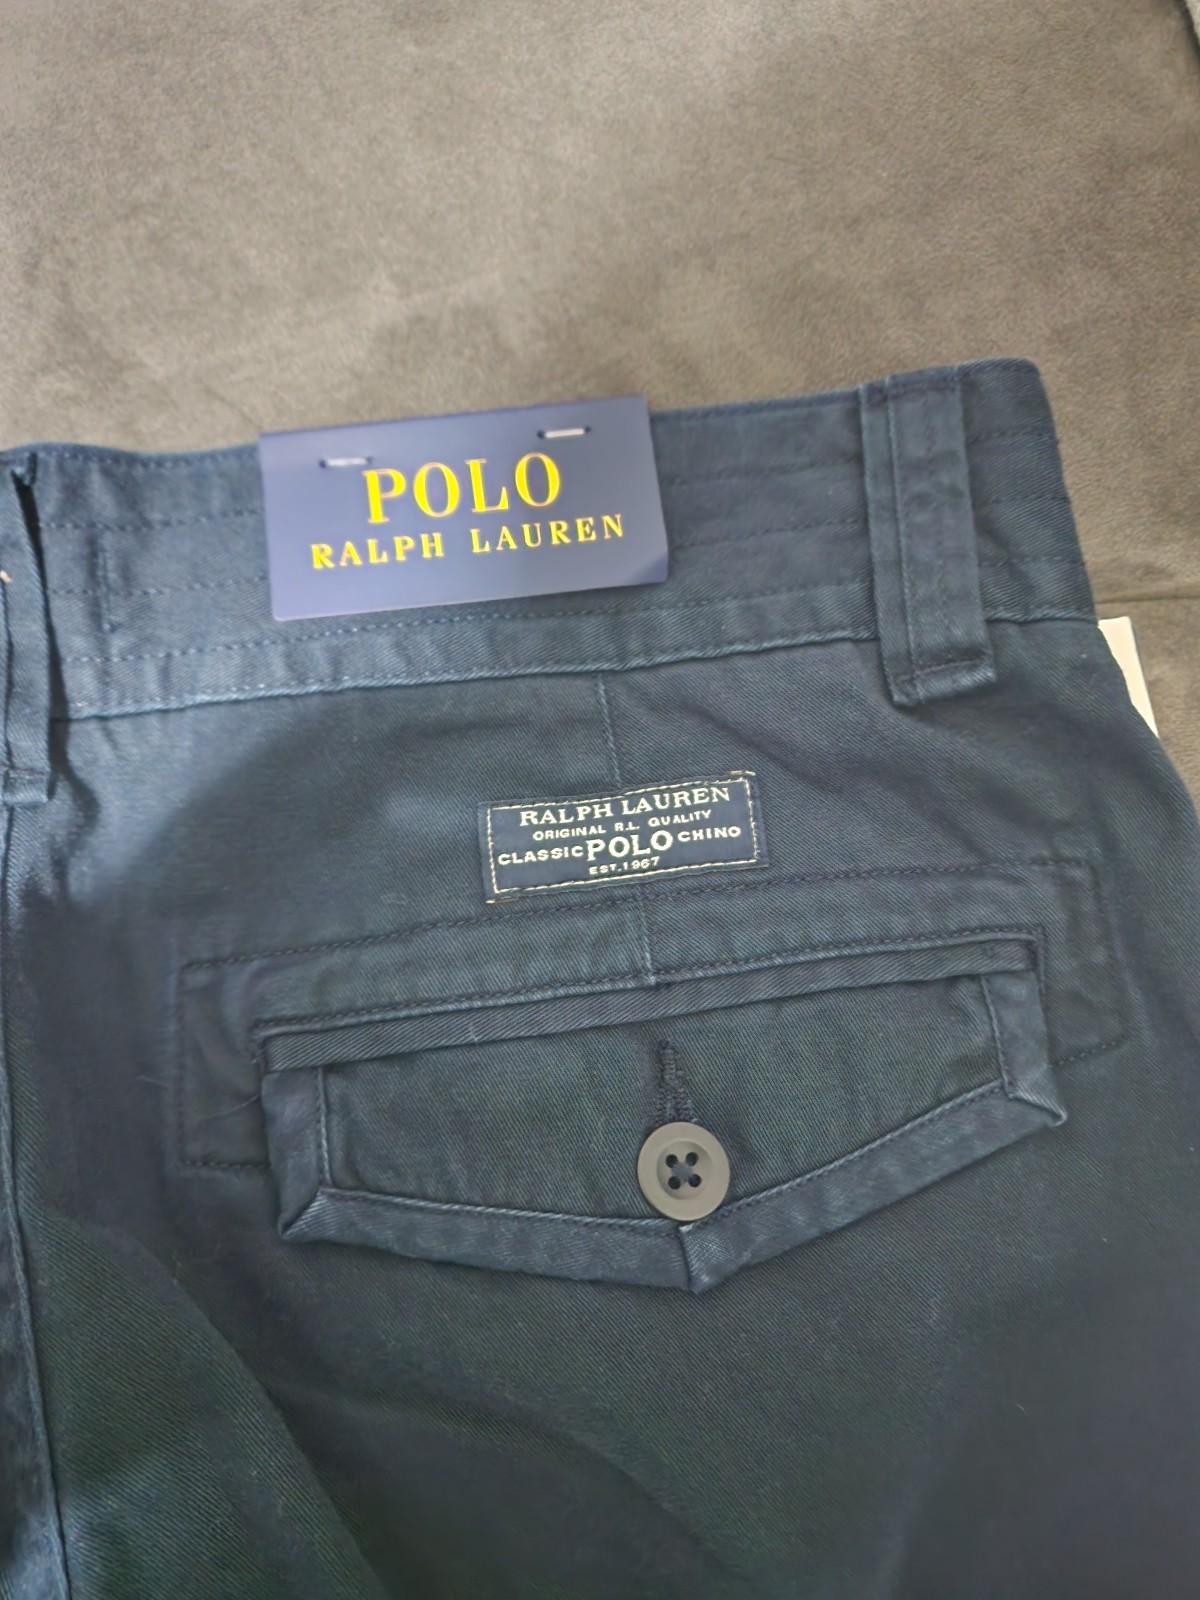 POLO
RALPH LAUREN
RALPH LAUREN
ORIGINAL R.L. QUALITY
CLASSIC POLO CHINO
EST. 1967